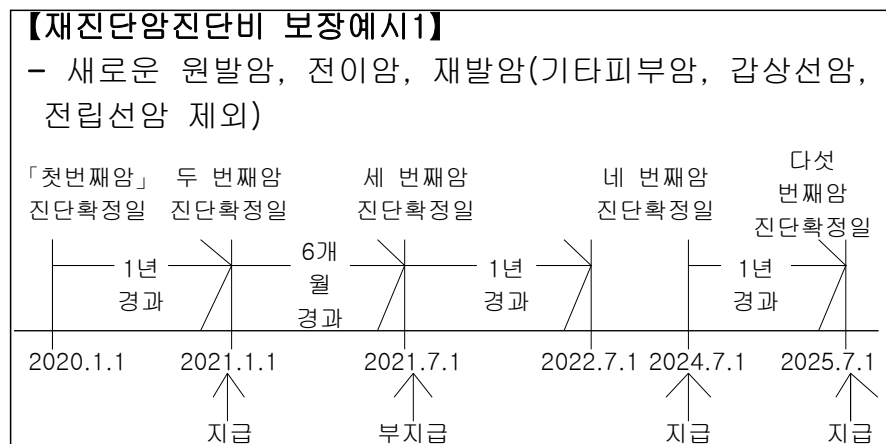 【재진단암진단비 보장예시1】
- 새로운 원발암, 전이암, 재발암(기타피부암, 갑상선암,
전립선암 제외)
「첫번째암」 두 번째암 세 번째암 네 번째암 다섯
진단확정일 진단확정일 진단확정일 진단확정일 번째암
진단확정일
1년 6개 1년 1년
경과 월 경과 경과
경과
2020.1.1 2021.1.1 2021.7.1 2022.7.1 2024.7.1 2025.7.1
지급 부지급 지급 지급